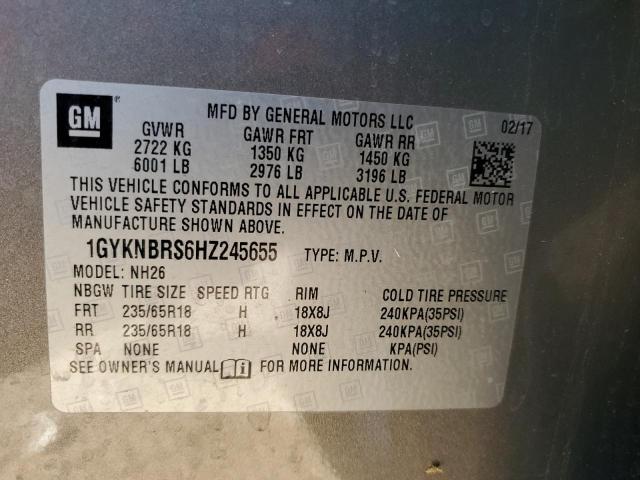 GM
MFD BY GENERAL MOTORS LLC 02/17
GVWR GAWR FRT GAWR RR
2722 KG 1350 KG 1450 KG
6001 LB 2976 LB 3196 LB
THIS VEHICLE CONFORMS TO ALL APPLICABLE U.S. FEDERAL MOTOR
VEHICLE SAFETY STANDARDS IN EFFECT ON THE DATE OF
MANUFACTURE SHOWN ABOVE.
1GYKNBRS6HZ245655 TYPE: M.P.V.
MODEL: NH26
NBGW TIRE SIZE SPEED RTG RIM COLD TIRE PRESSURE
FRT 235/65R18 H 18X8J 240KPA(35PSI)
RR 235/65R18 H 18X8J 240KPA(35PSI)
SPA NONE NONE KPA(PSI)
SEE OWNER'S MANUAL i FOR MORE INFORMATION.